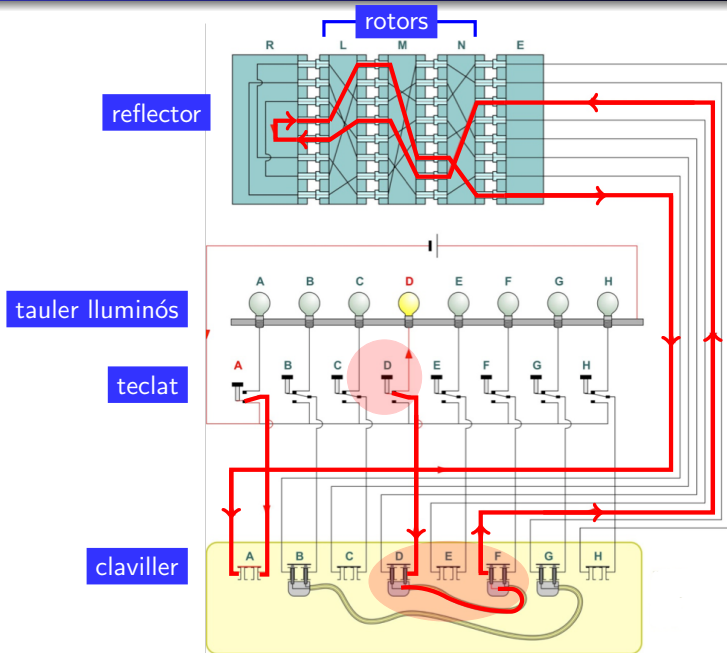 rotors
R L M N E
reflector
A B C D E F G H
tauler lluminós
A B C D E F G H
teclat
A B C D E F G H
claviller